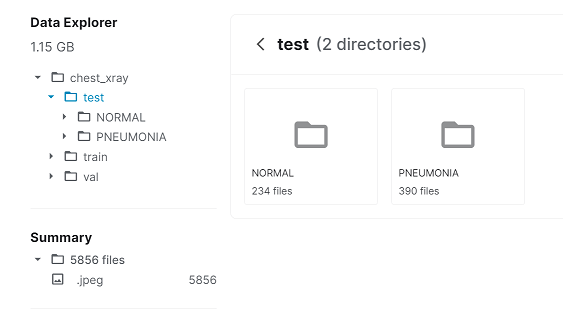 Data Explorer
1.15 GB
chest_xray
test
NORMAL
PNEUMONIA
train
val
Summary
5856 files
.jpeg 5856
test (2 directories)
NORMAL
234 files
PNEUMONIA
390 files